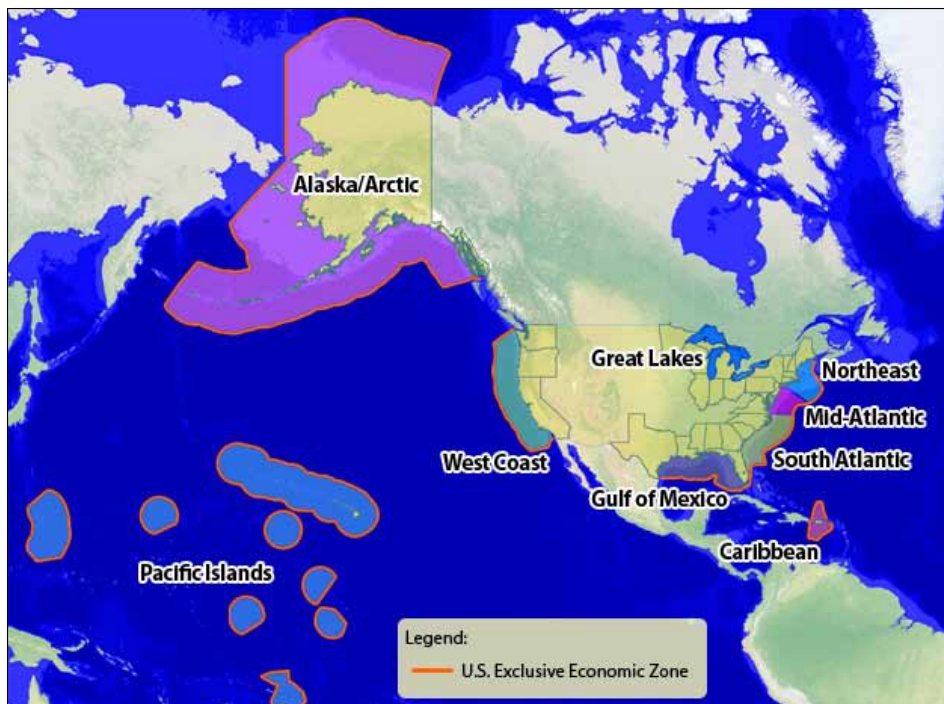 Alaska/Arctic
Great Lakes
Northeast
Mid-Atlantic
South Atlantic
West Coast
Gulf of Mexico
Caribbean
Pacific Islands
Legend:
U.S. Exclusive Economic Zone